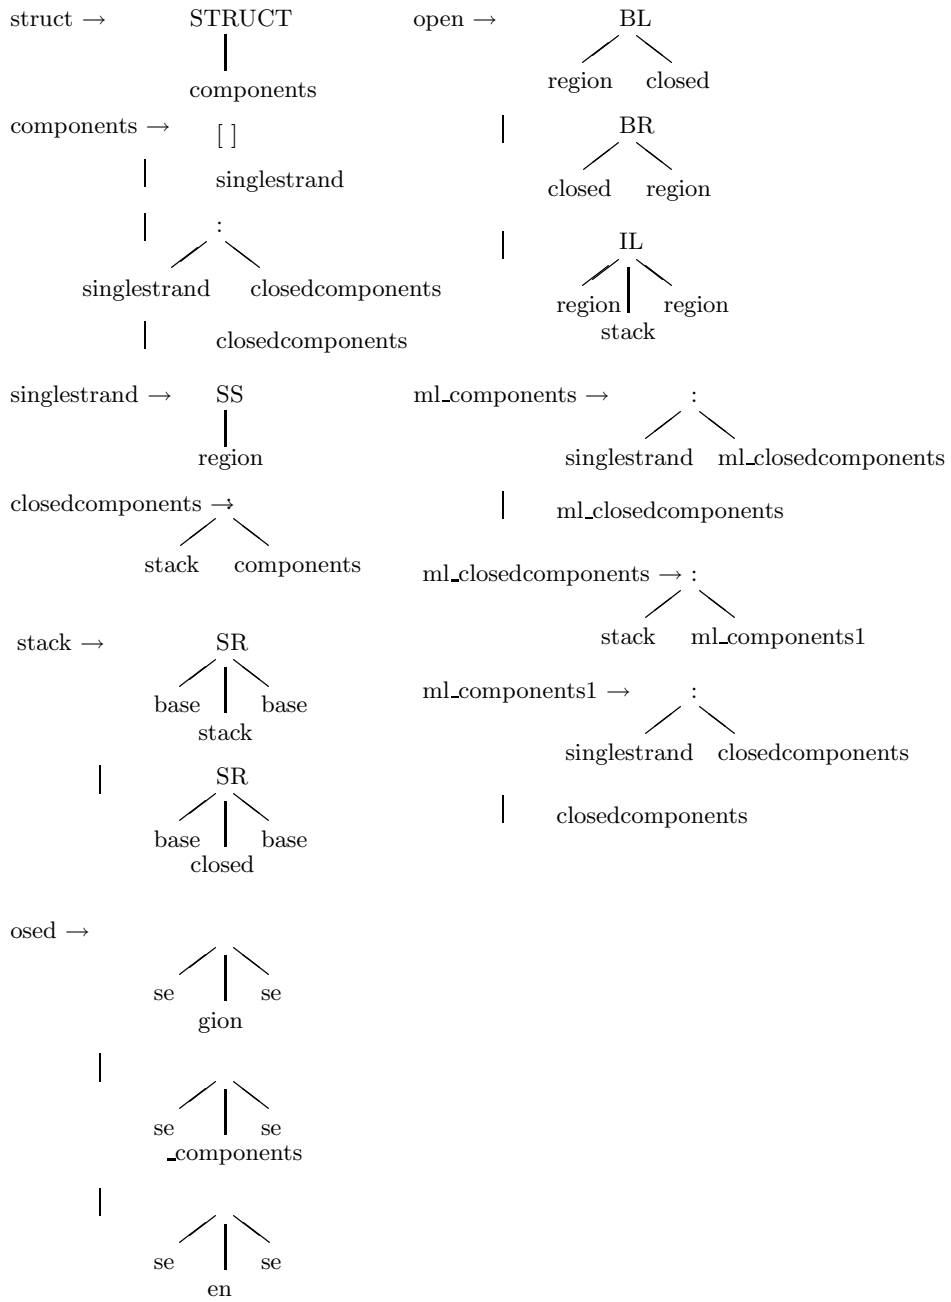 struct →
STRUCT
components
components →
[ ]
|
singlestrand
|
:
singlestrand closedcomponents
|
closedcomponents
singlestrand →
SS
region
closedcomponents →
:
stack components
stack →
SR
base base
stack
|
SR
base base
closed
osed →
se se
gion
|
se se
_components
|
se se
en
open →
BL
region closed
|
BR
closed region
|
IL
region region
stack
ml_components →
:
singlestrand ml_closedcomponents
|
ml_closedcomponents
ml_closedcomponents →
:
stack ml_components1
ml_components1 →
:
singlestrand closedcomponents
|
closedcomponents